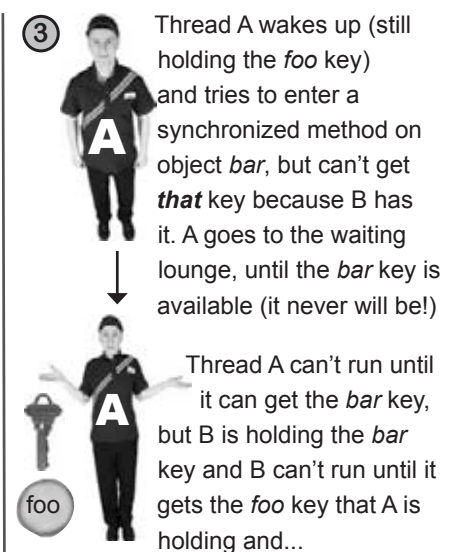 3
Thread A wakes up (still
holding the foo key)
and tries to enter a
synchronized method on
object bar, but can’t get
that key because B has
it. A goes to the waiting
lounge, until the bar key is
available (it never will be!)
A
Thread A can’t run until
it can get the bar key,
but B is holding the bar
key and B can’t run until it
gets the foo key that A is
holding and...
A
foo